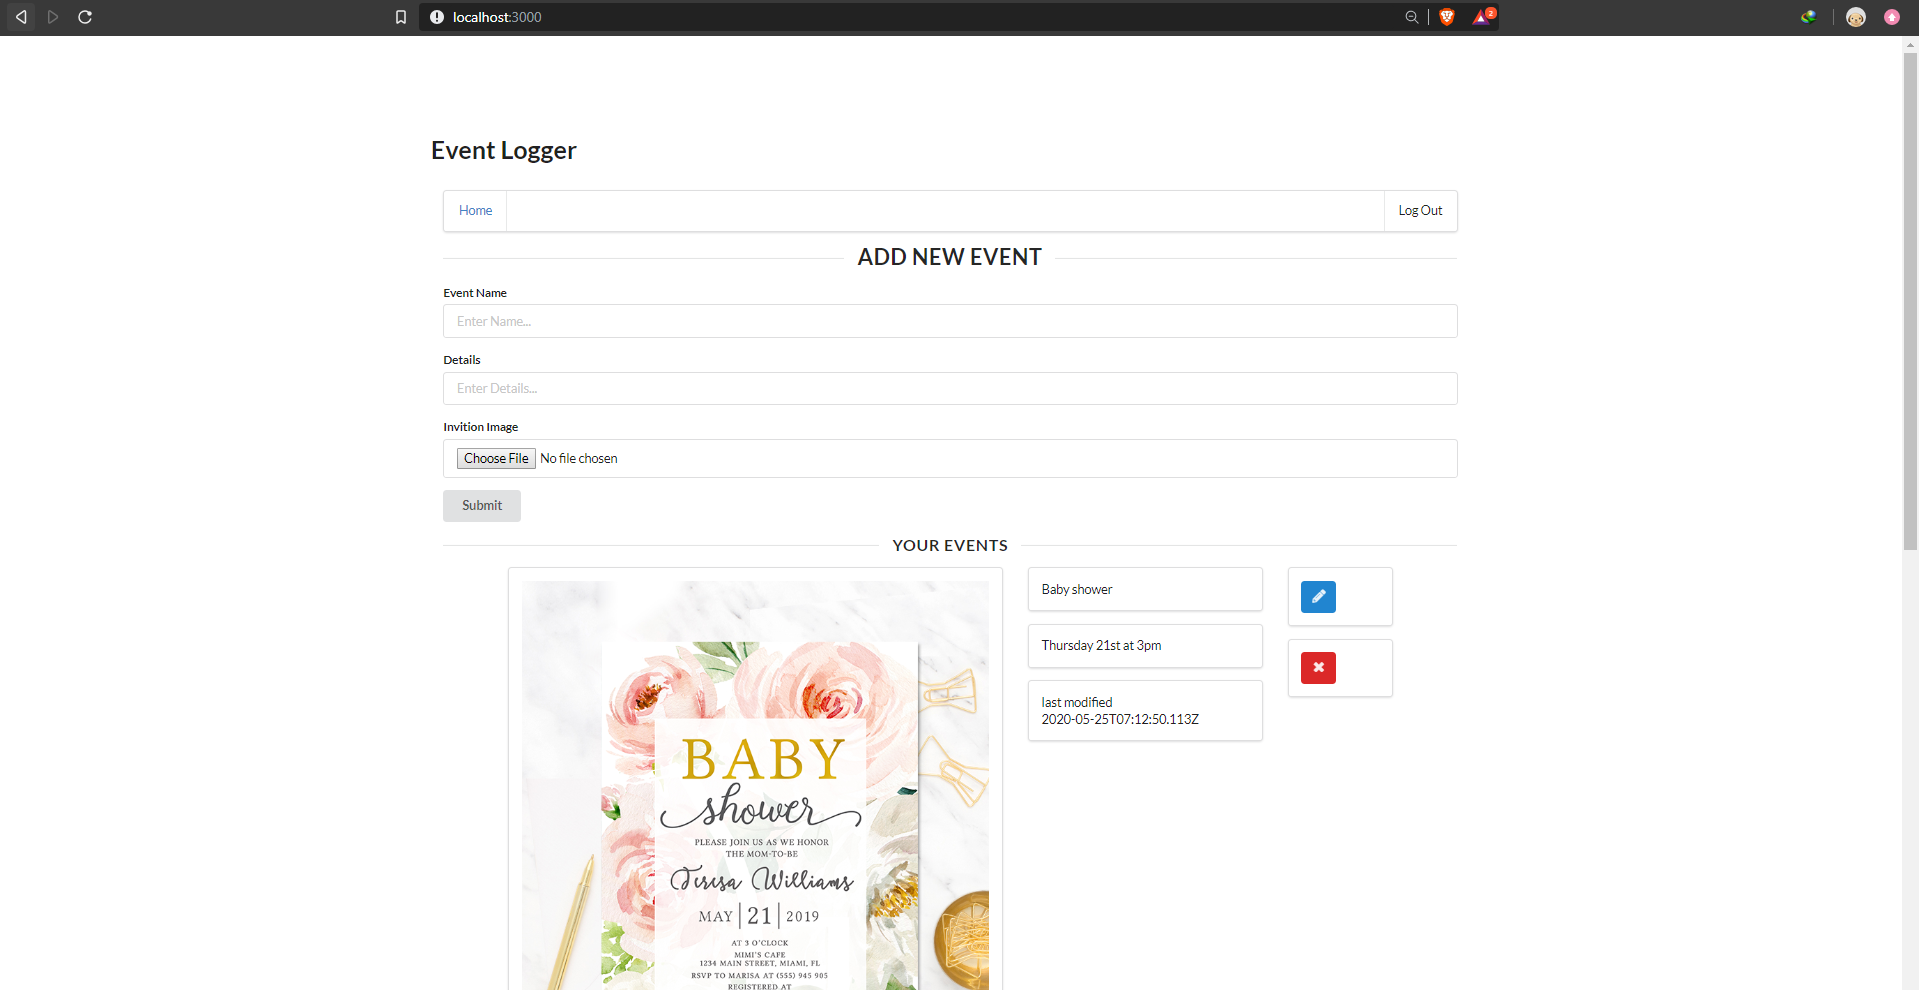 localhost:3000
2
Event Logger
Home
Log Out
ADD NEW EVENT
Event Name
Enter Name...
Details
Enter Details...
Invition Image
Choose File No file chosen
Submit
YOUR EVENTS
Baby shower
Thursday 21st at 3pm
last modified
2020-05-25T07:12:50.113Z
BABY
shower
PLEASE JOIN US AS WE HONOR
THE MOM-TO-BE
Teresa Williams
MAY 21 2019
AT 3 O'CLOCK
MIMI'S CAFE
1234 MAIN STREET, MIAMI, FL
RSVP TO MARISA AT (555) 945 905
REGISTERED AT